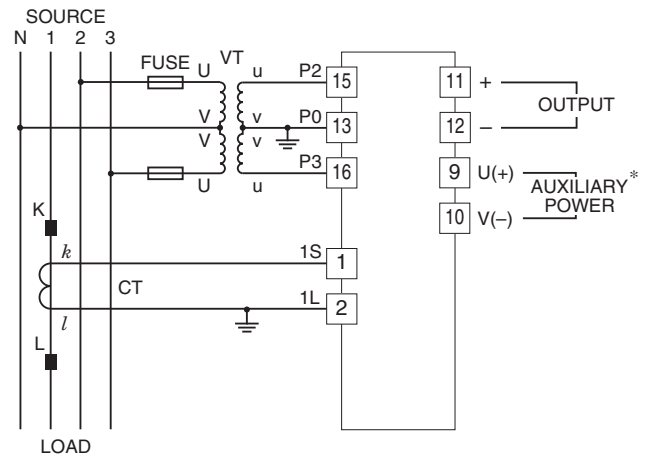 SOURCE
N 1 2 3
FUSE U VT u P2 15 11 +
OUTPUT
V v P0 13 12 –
V v
P3 16 9 U(+)
U u
AUXILIARY*
POWER
10 V(–)
K
k 1S 1
CT
1L 2
l
L
LOAD